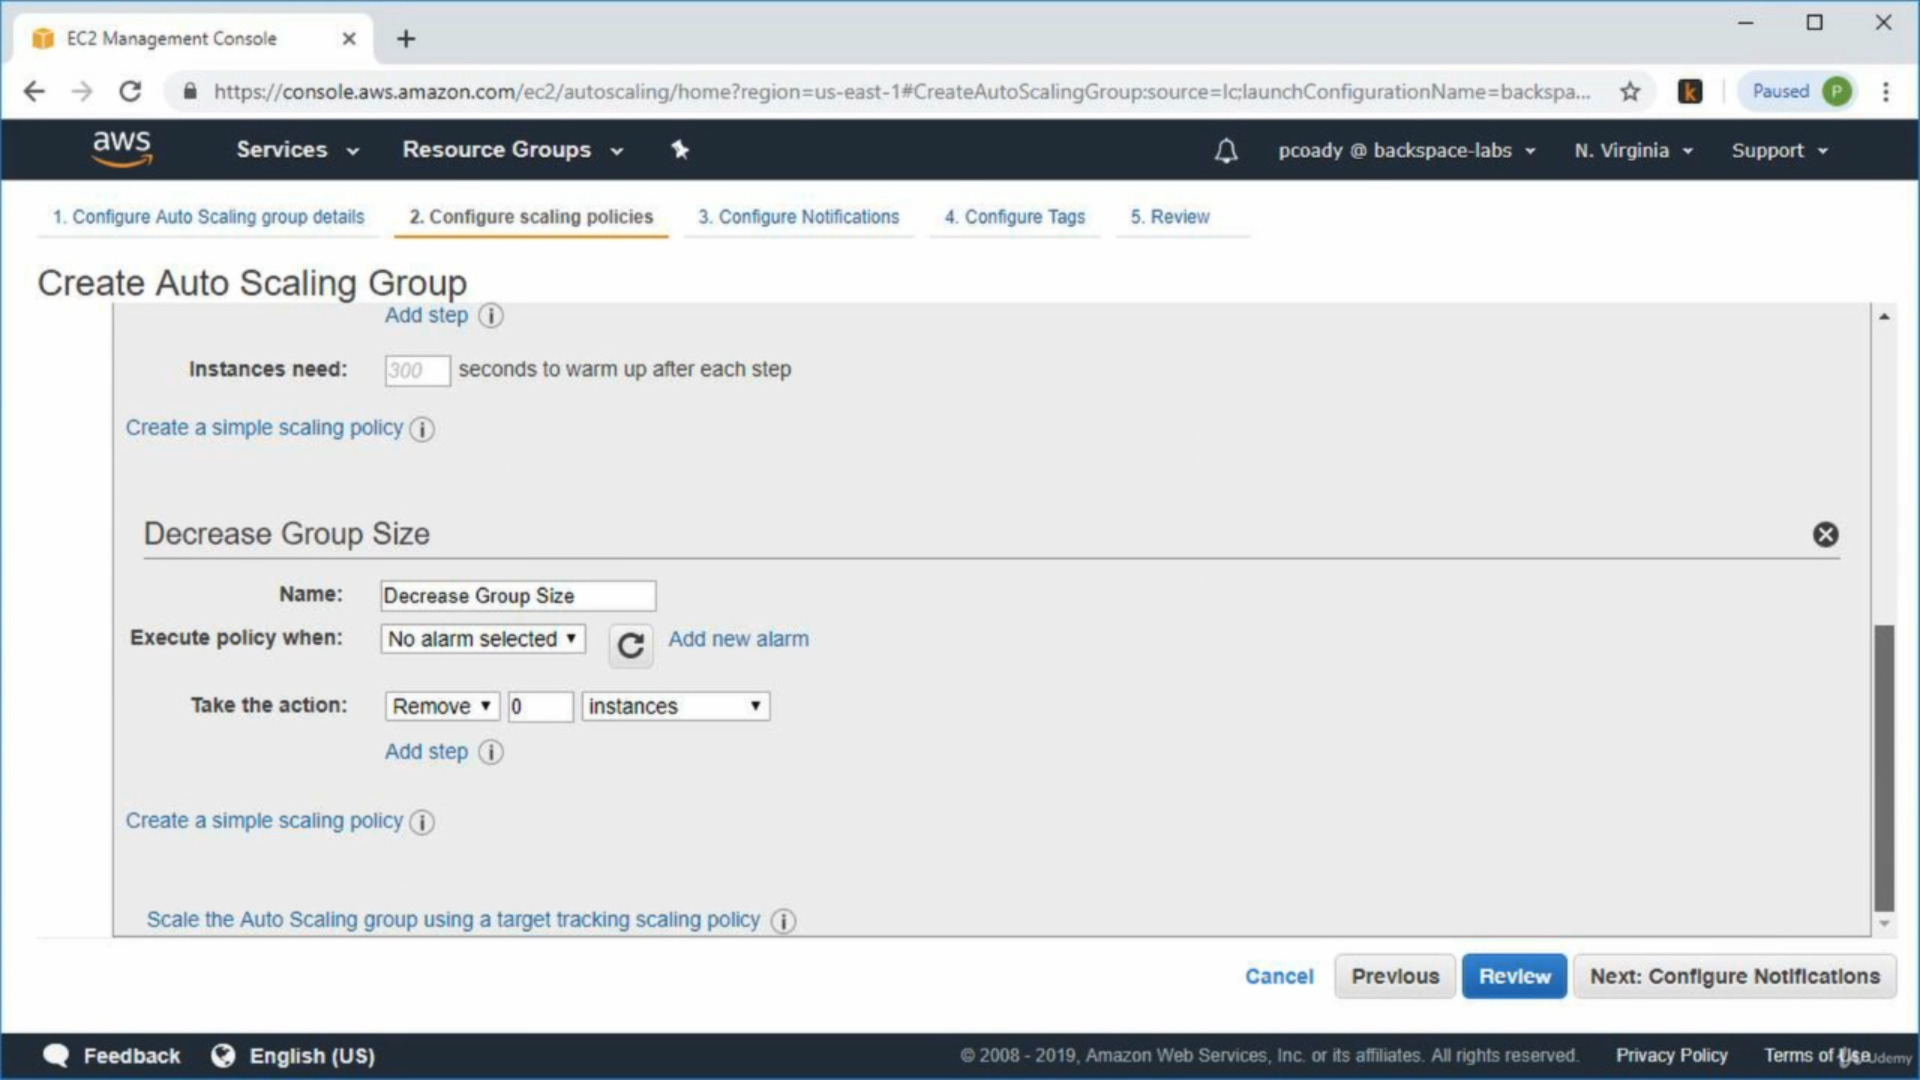 EC2 Management Console
https://console.aws.amazon.com/ec2/autoscaling/home?region=us-east-1#CreateAutoScalingGroup:source=lc;launchConfigurationName=backspa...
k
Paused P
aws Services Resource Groups pcoady @ backspace-labs N. Virginia Support
1. Configure Auto Scaling group details 2. Configure scaling policies 3. Configure Notifications 4. Configure Tags 5. Review
Create Auto Scaling Group
Add step i
Instances need: 300 seconds to warm up after each step
Create a simple scaling policy i
Decrease Group Size
Name: Decrease Group Size
Execute policy when: No alarm selected Add new alarm
Take the action: Remove 0 instances
Add step i
Create a simple scaling policy i
Scale the Auto Scaling group using a target tracking scaling policy i
Cancel Previous Review Next: Configure Notifications
Feedback English (US) © 2008 - 2019, Amazon Web Services, Inc. or its affiliates. All rights reserved. Privacy Policy Terms of Use
Udemy